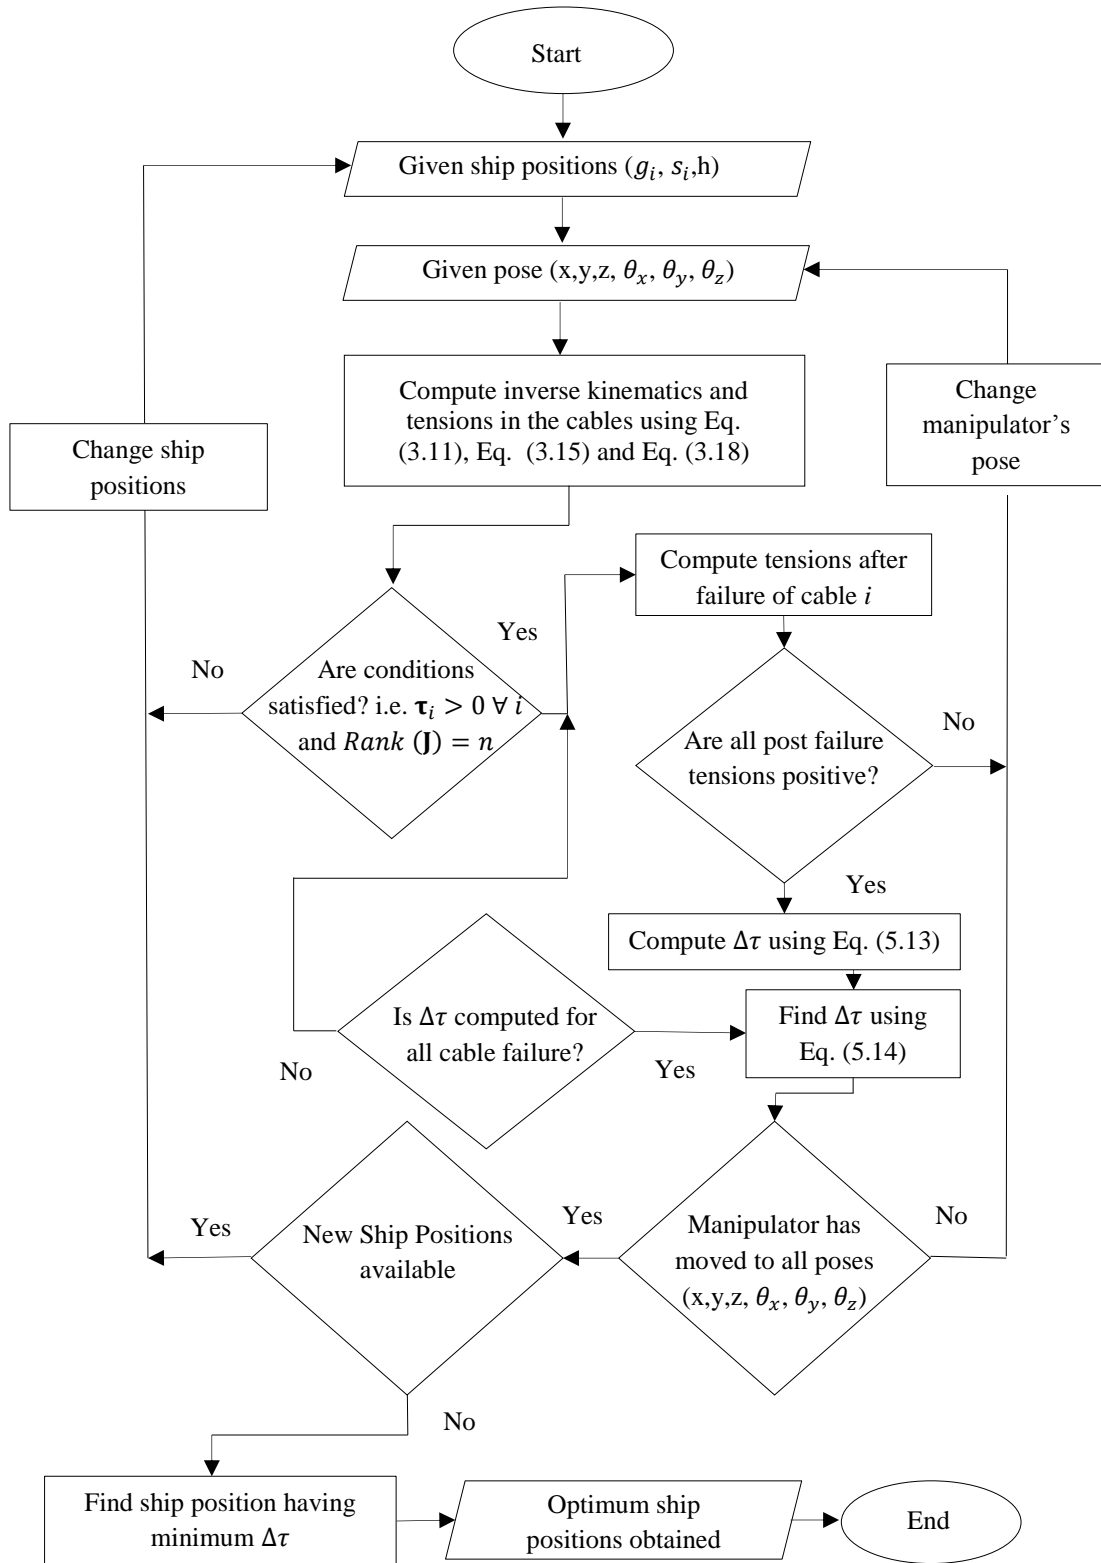 Start
Given ship positions (gᵢ, sᵢ,h)
Given pose (x,y,z, θₓ, θ_y, θ_z)
Compute inverse kinematics and
tensions in the cables using Eq.
(3.11), Eq. (3.15) and Eq. (3.18)
Change
manipulator's
pose
Change ship
positions
Compute tensions after
failure of cable i
Yes
No
Are conditions
satisfied? i.e. τᵢ > 0 ∀ i
and Rank (J) = n
No
Are all post failure
tensions positive?
Yes
Compute Δτ using Eq. (5.13)
Is Δτ computed for
all cable failure?
No
Yes
Find Δτ using
Eq. (5.14)
Yes
New Ship Positions
available
Yes
Manipulator has
moved to all poses
(x,y,z, θₓ, θ_y, θ_z)
No
No
Find ship position having
minimum Δτ
Optimum ship
positions obtained
End